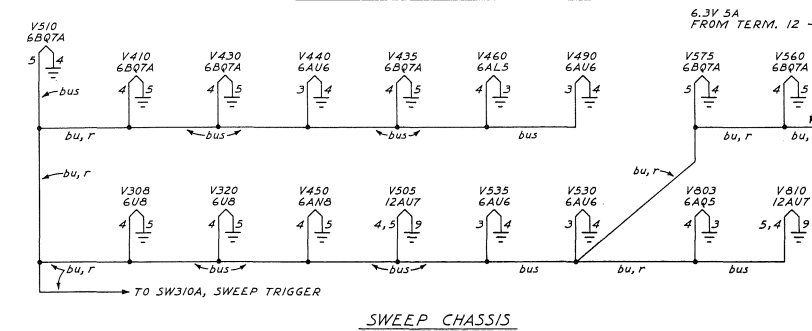 6.3V 5A
FROM TERM. 12
V510
6BQ7A
5 4
bus
V410
6BQ7A
4 5
V430
6BQ7A
4 5
V440
6AU6
3 4
V435
6BQ7A
4 5
V460
6AL5
4 3
V490
6AU6
3 4
V575
6BQ7A
5 4
V560
6BQ7A
4 5
bu, r
bus
bus
bus
bu, r
bu,
bu, r
bu, r
V308
6U8
4 5
V320
6U8
4 5
V450
6AN8
4 5
V505
12AU7
4,5 9
V535
6AU6
3 4
V530
6AU6
3 4
V803
6AQ5
4 3
V810
12AU7
5,4 9
bu, r
bus
bus
bus
bu, r
bus
TO SW310A, SWEEP TRIGGER
SWEEP CHASSIS